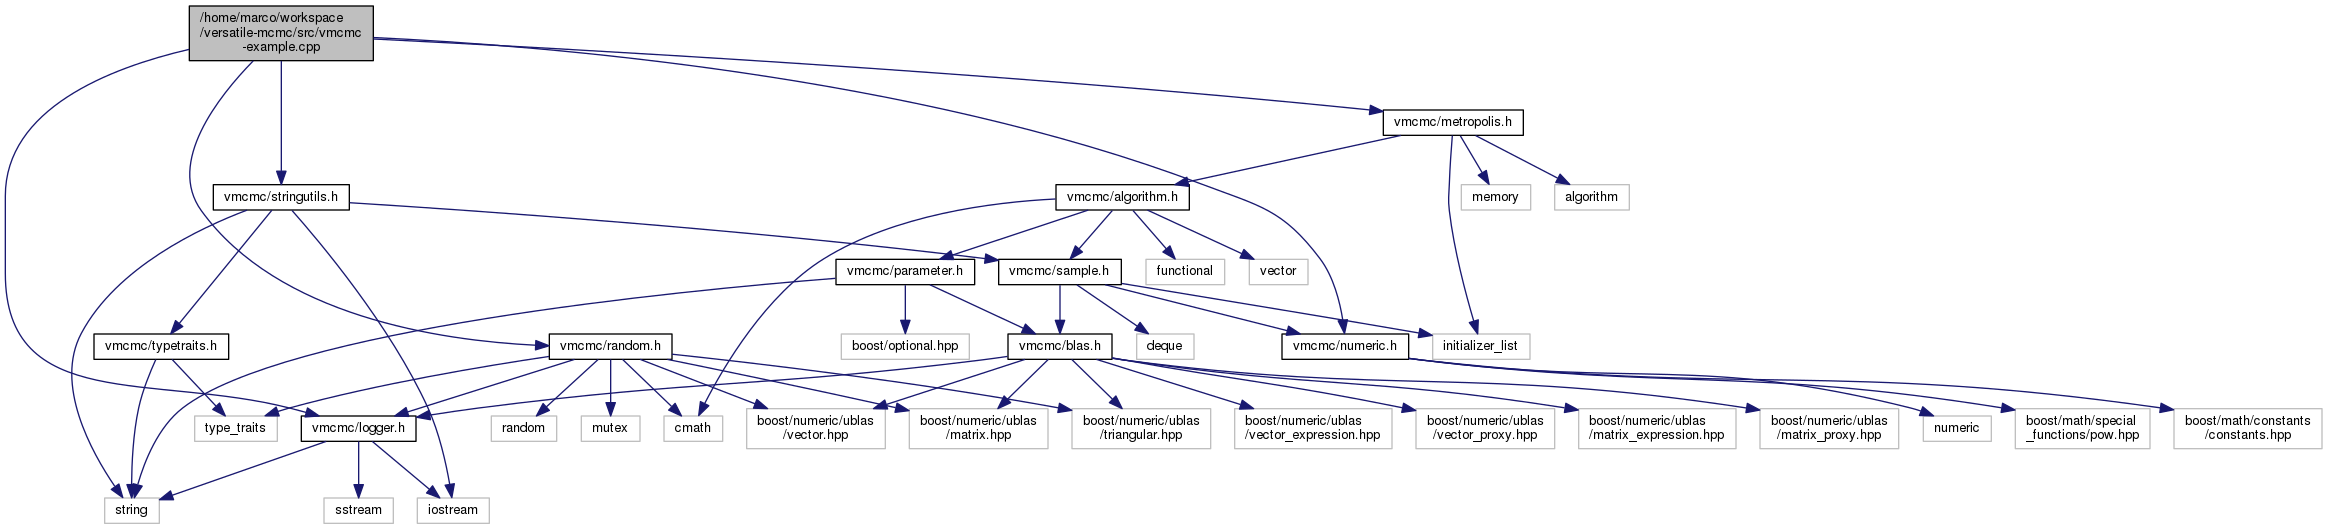 /home/marco/workspace
/versatile-mcmc/src/vmcmc
-example.cpp
vmcmc/metropolis.h
vmcmc/stringutils.h
vmcmc/algorithm.h
memory
algorithm
vmcmc/parameter.h
vmcmc/sample.h
functional
vector
vmcmc/typetraits.h
vmcmc/random.h
boost/optional.hpp
vmcmc/blas.h
deque
vmcmc/numeric.h
initializer_list
type_traits
vmcmc/logger.h
random
mutex
cmath
boost/numeric/ublas
/vector.hpp
boost/numeric/ublas
/matrix.hpp
boost/numeric/ublas
/triangular.hpp
boost/numeric/ublas
/vector_expression.hpp
boost/numeric/ublas
/vector_proxy.hpp
boost/numeric/ublas
/matrix_expression.hpp
boost/numeric/ublas
/matrix_proxy.hpp
numeric
boost/math/special
_functions/pow.hpp
boost/math/constants
/constants.hpp
string
sstream
iostream